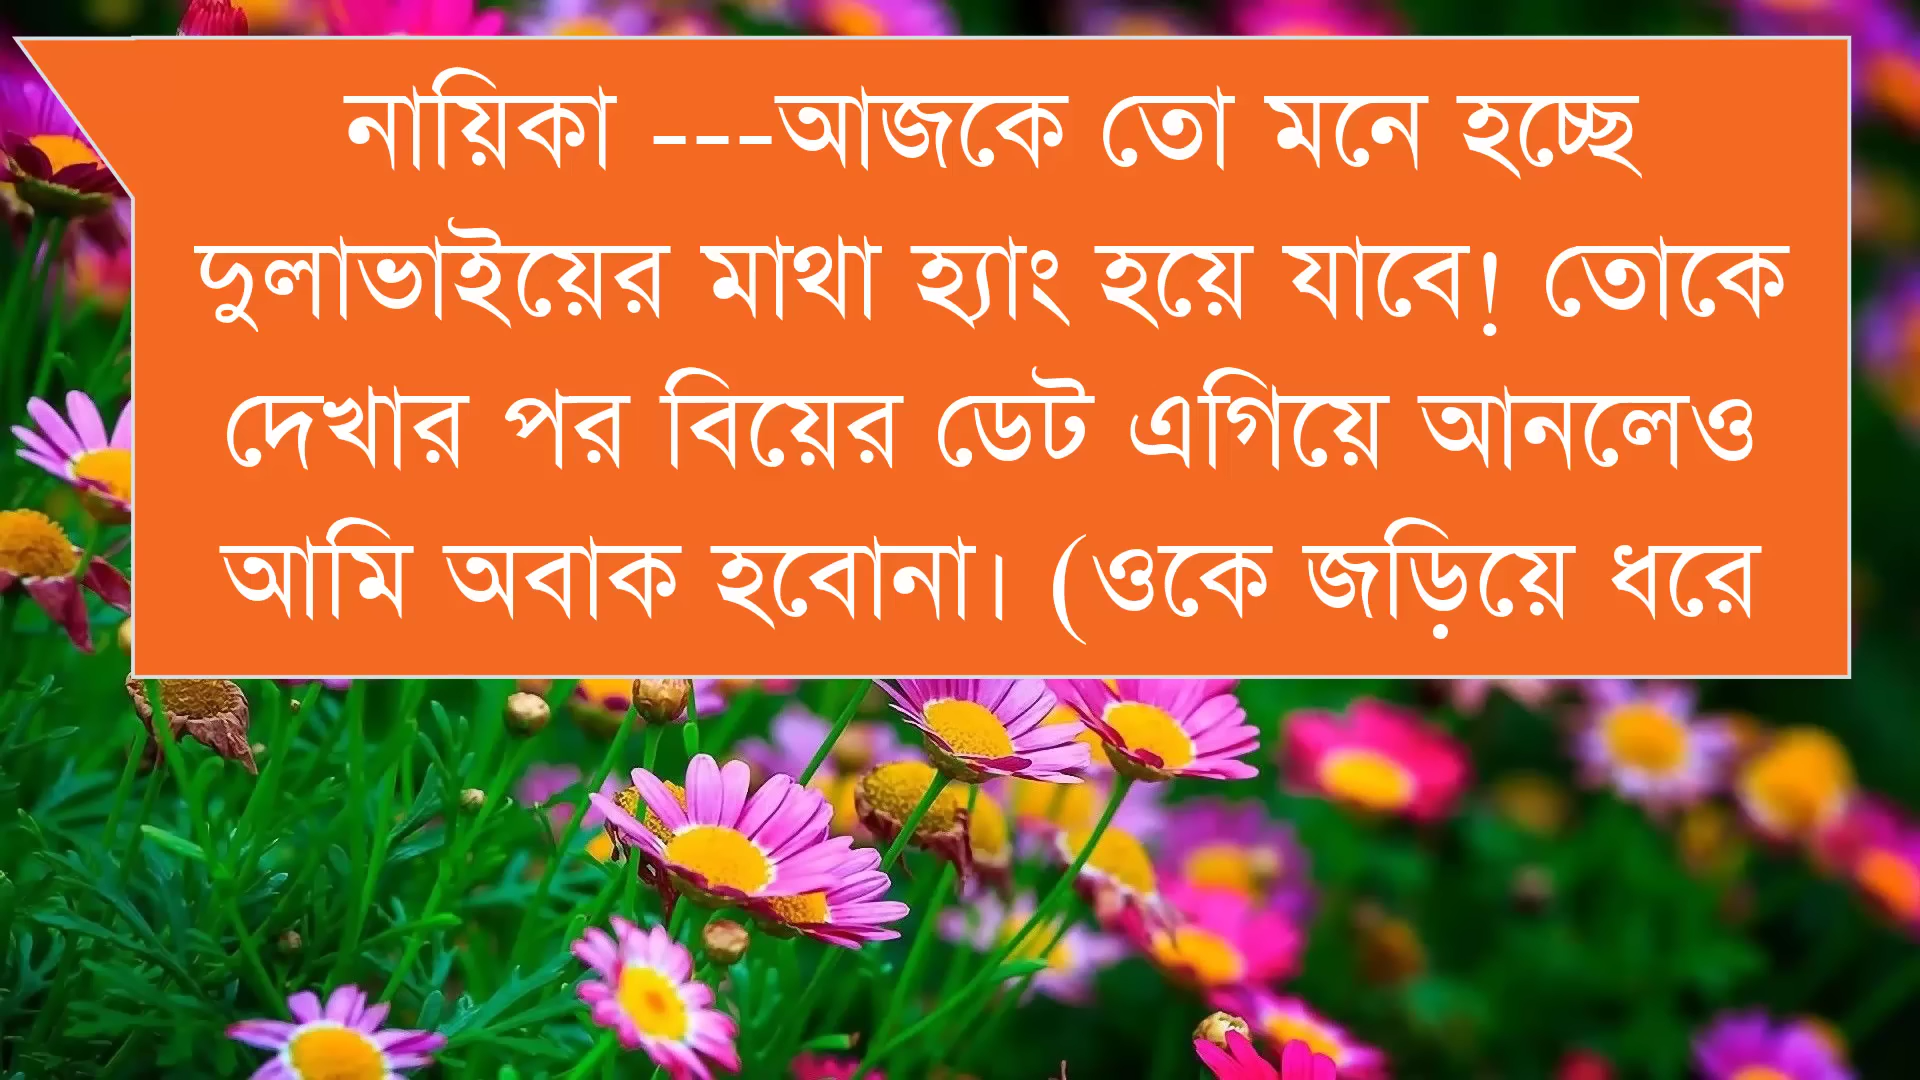 নায়িকা ---আজকে তো মনে হচ্ছে
দুলাভাইয়ের মাথা হ্যাং হয়ে যাবে! তোকে
দেখার পর বিয়ের ডেট এগিয়ে আনলেও
আমি অবাক হবোনা। (ওকে জড়িয়ে ধরে